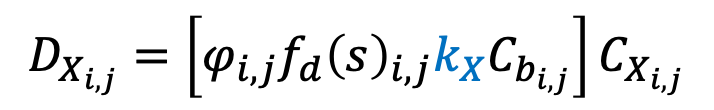 D_{X_{i,j}} = [φ_{i,j} f_d(s)_{i,j} k_X C_{b_{i,j}}] C_{X_{i,j}}